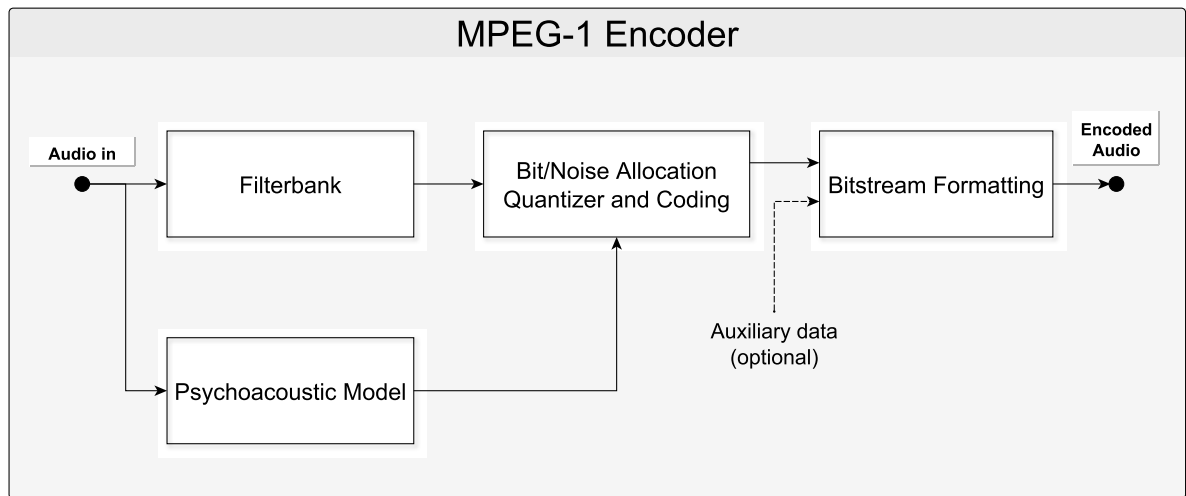 MPEG-1 Encoder
Audio in
Filterbank
Bit/Noise Allocation
Quantizer and Coding
Bitstream Formatting
Encoded
Audio
Auxiliary data
(optional)
Psychoacoustic Model